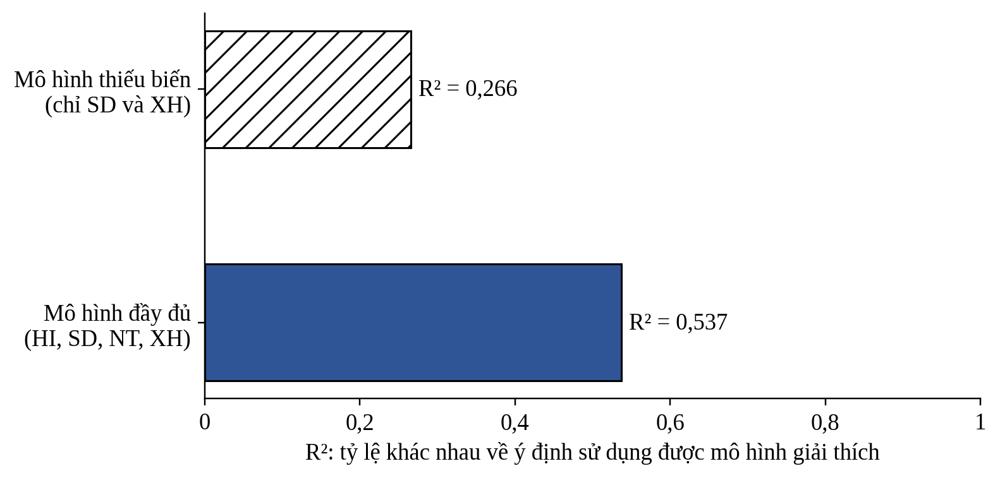 Mô hình thiếu biến
(chỉ SD và XH)
R² = 0,266
Mô hình đầy đủ
(HI, SD, NT, XH)
R² = 0,537
0
0,2
0,4
0,6
0,8
1
R²: tỷ lệ khác nhau về ý định sử dụng được mô hình giải thích